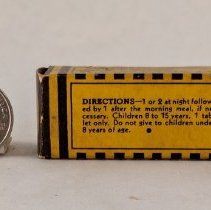 DIRECTIONS—1 or 2 at night follow-
ed by 1 after the morning meal, if ne-
cessary. Children 8 to 15 years, 1 tab-
let only. Do not give to children under
8 years of age.